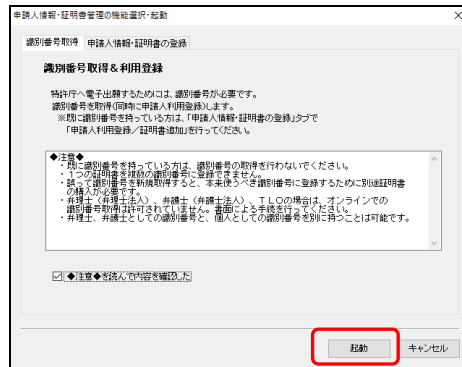 申請人情報・証明書管理の機能選択・起動
識別番号取得 申請人情報・証明書の登録
識別番号取得＆利用登録
特許庁へ電子出願するためには、識別番号が必要です。
識別番号を取得(同時に申請人利用登録)します。
※既に識別番号を持っている方は、「申請人情報・証明書の登録」タブで
「申請人利用登録／証明書追加」を行ってください。
◆注意◆
・既に識別番号を持っている方は、識別番号の取得を行わないでください。
・１つの証明書を複数の識別番号に登録できません。
・誤って識別番号を新規取得すると、本来使うべき識別番号に登録するために別途証明書
の購入が必要です。
・弁理士（弁理士法人）、弁護士（弁護士法人）、ＴＬＯの場合は、オンラインでの
識別番号取得は許可されていません。書面による手続を行ってください。
・弁理士、弁護士としての識別番号と、個人としての識別番号を別に持つことは可能です。
◆注意◆を読んで内容を確認した
起動 キャンセル